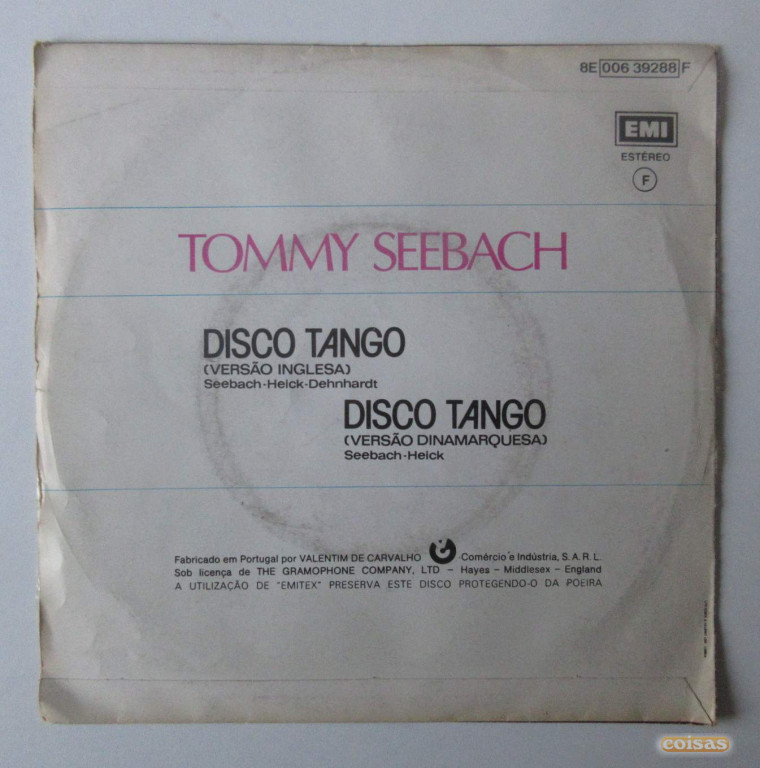 8E 006 39288 F
EMI
ESTÉREO
F
TOMMY SEEBACH
DISCO TANGO
(VERSÃO INGLESA)
Seebach-Heick-Dehnhardt
DISCO TANGO
(VERSÃO DINAMARQUESA)
Seebach-Heick
Fabricado em Portugal por VALENTIM DE CARVALHO - Comércio e Indústria, S. A. R. L.
Sob licença de THE GRAMOPHONE COMPANY, LTD – Hayes – Middlesex – England
A UTILIZAÇÃO DE "EMITEX" PRESERVA ESTE DISCO PROTEGENDO-O DA POEIRA
coisas